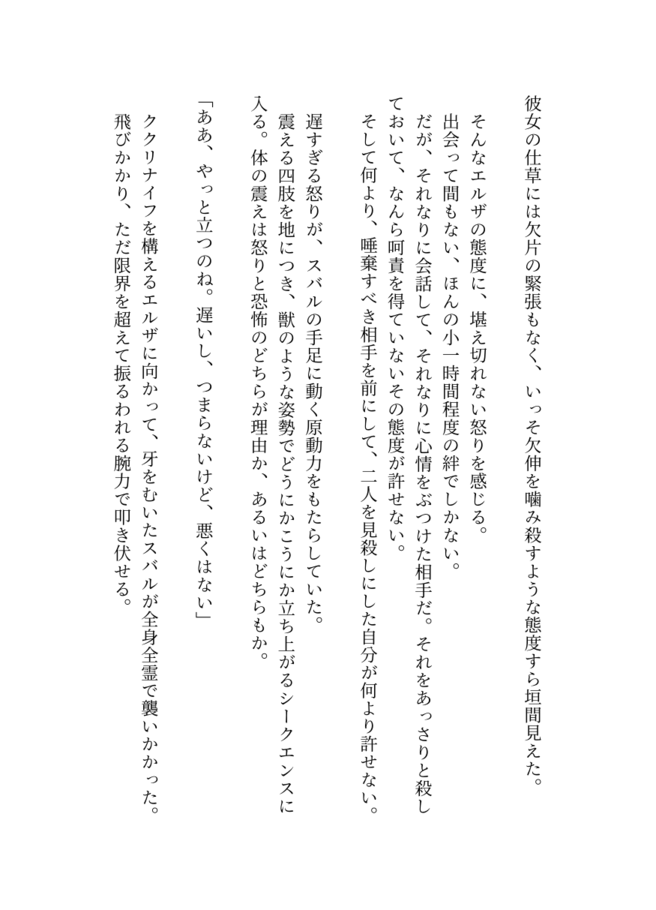 彼女の仕草には欠片の緊張もなく、いっそ欠伸を噛み殺すような態度すら垣間見えた。
そんなエルザの態度に、堪え切れない怒りを感じる。
出会って間もない、ほんの小一時間程度の絆でしかない。
だが、それなりに会話して、それなりに心情をぶつけた相手だ。それをあっさりと殺し
ておいて、なんら呵責を得ていないその態度が許せない。
そして何より、唾棄すべき相手を前にして、二人を見殺しにした自分が何より許せない。
遅すぎる怒りが、スバルの手足に動く原動力をもたらしていた。
震える四肢を地につき、獣のような姿勢でどうにかこうにか立ち上がるシークエンスに
入る。体の震えは怒りと恐怖のどちらが理由か、あるいはどちらもか。
「ああ、やっと立つのね。遅いし、つまらないけど、悪くはない」
ククリナイフを構えるエルザに向かって、牙をむいたスバルが全身全霊で襲いかかった。
飛びかかり、ただ限界を超えて振るわれる腕力で叩き伏せる。